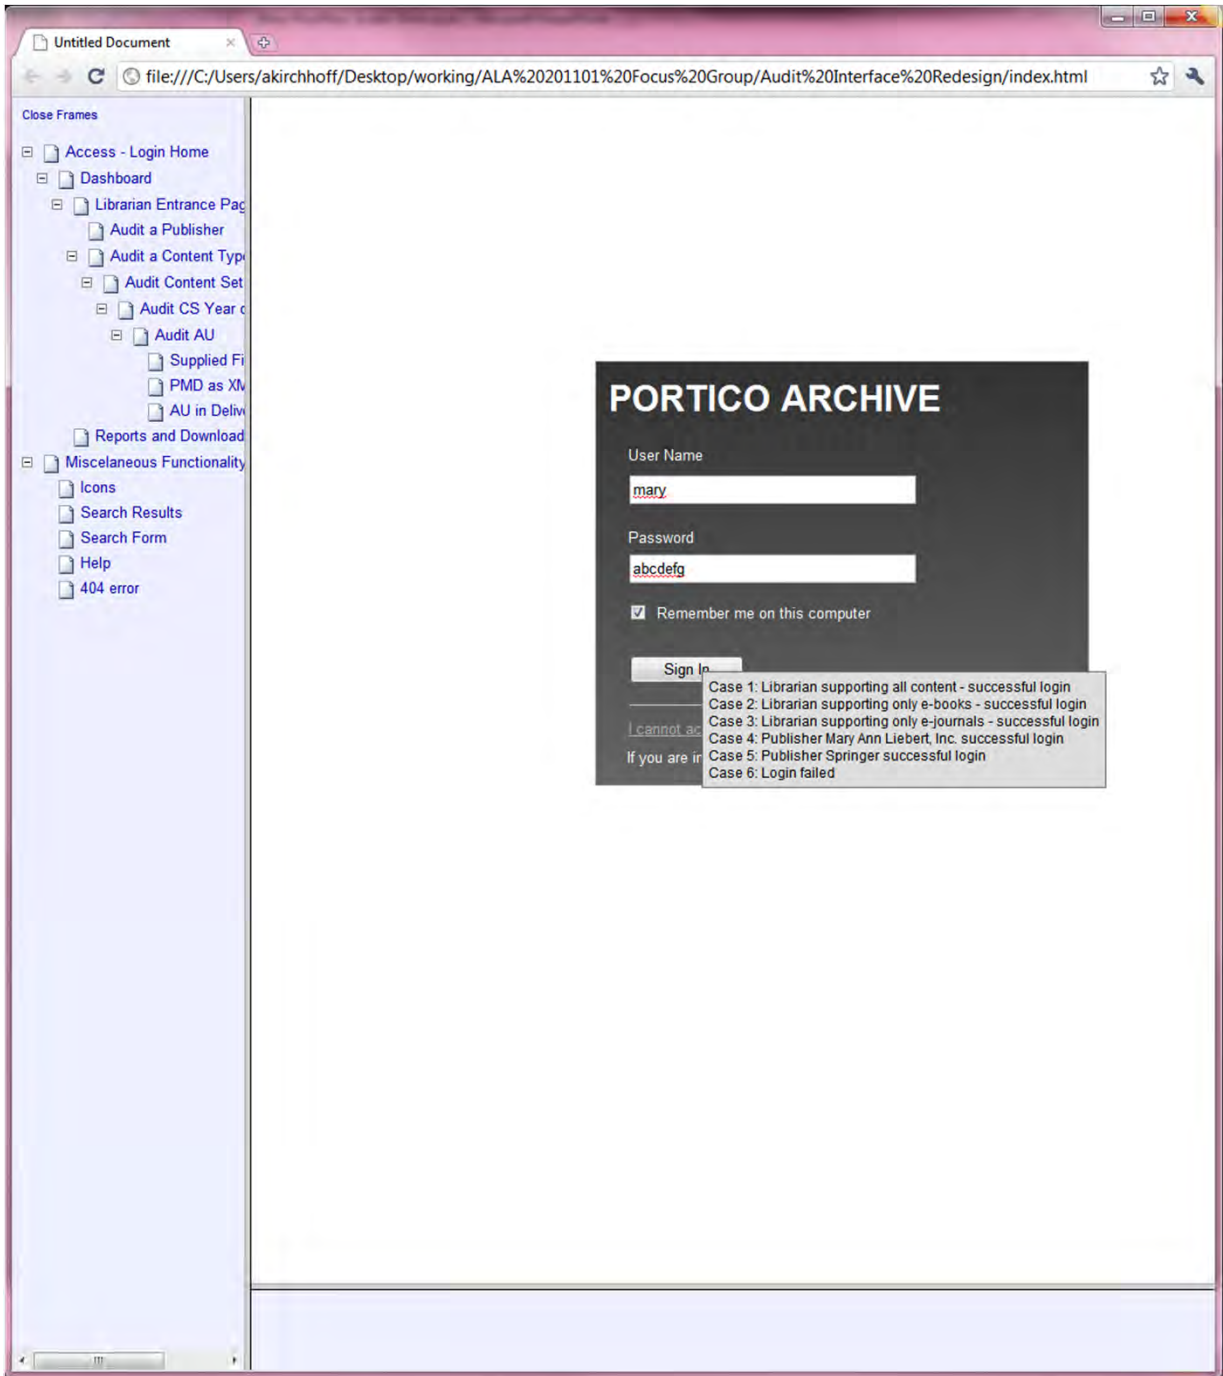 Untitled Document
file:///C:/Users/akirchhoff/Desktop/working/ALA%20201101%20Focus%20Group/Audit%20Interface%20Redesign/index.html
Close Frames
Access - Login Home
Dashboard
Librarian Entrance Pag
Audit a Publisher
Audit a Content Typ
Audit Content Set
Audit CS Year
Audit AU
Supplied Fi
PMD as XM
AU in Deliv
Reports and Download
Miscelaneous Functionality
Icons
Search Results
Search Form
Help
404 error
PORTICO ARCHIVE
User Name
mary
Password
abcdefg
Remember me on this computer
Sign In
Case 1: Librarian supporting all content - successful login
Case 2: Librarian supporting only e-books - successful login
Case 3: Librarian supporting only e-journals - successful login
Case 4: Publisher Mary Ann Liebert, Inc. successful login
Case 5: Publisher Springer successful login
Case 6: Login failed
I cannot ac
If you are in